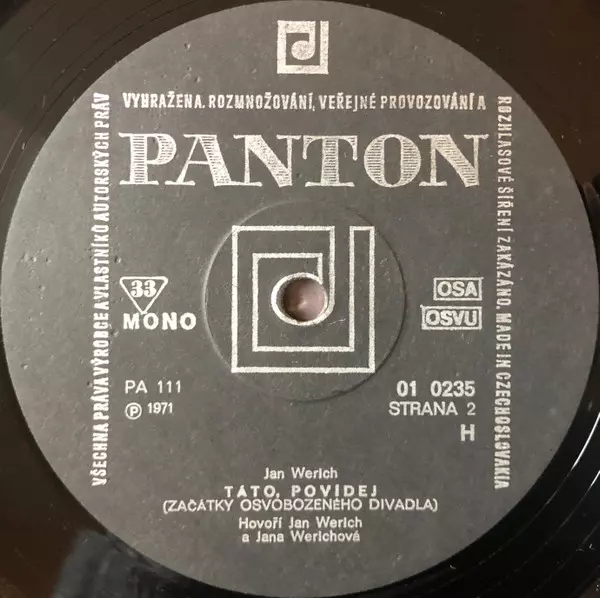 VYHRAŽENA. ROZMNOŽOVÁNÍ, VEŘEJNÉ PROVOZOVÁNÍ A
ROZHLASOVÉ ŠÍŘENÍ ZAKÁZÁNO. MADE IN CZECHOSLOVAKIA
VŠECHNA PRÁVA VÝROBCE A VLASTNÍKŮ AUTORSKÝCH PRÁV
PANTON
33
MONO
OSA
OSVU
PA 111
℗ 1971
01 0235
STRANA 2
H
Jan Werich
TÁTO, POVÍDEJ
(ZAČÁTKY OSVOBOZENÉHO DIVADLA)
Hovoří Jan Werich
a Jana Werichová